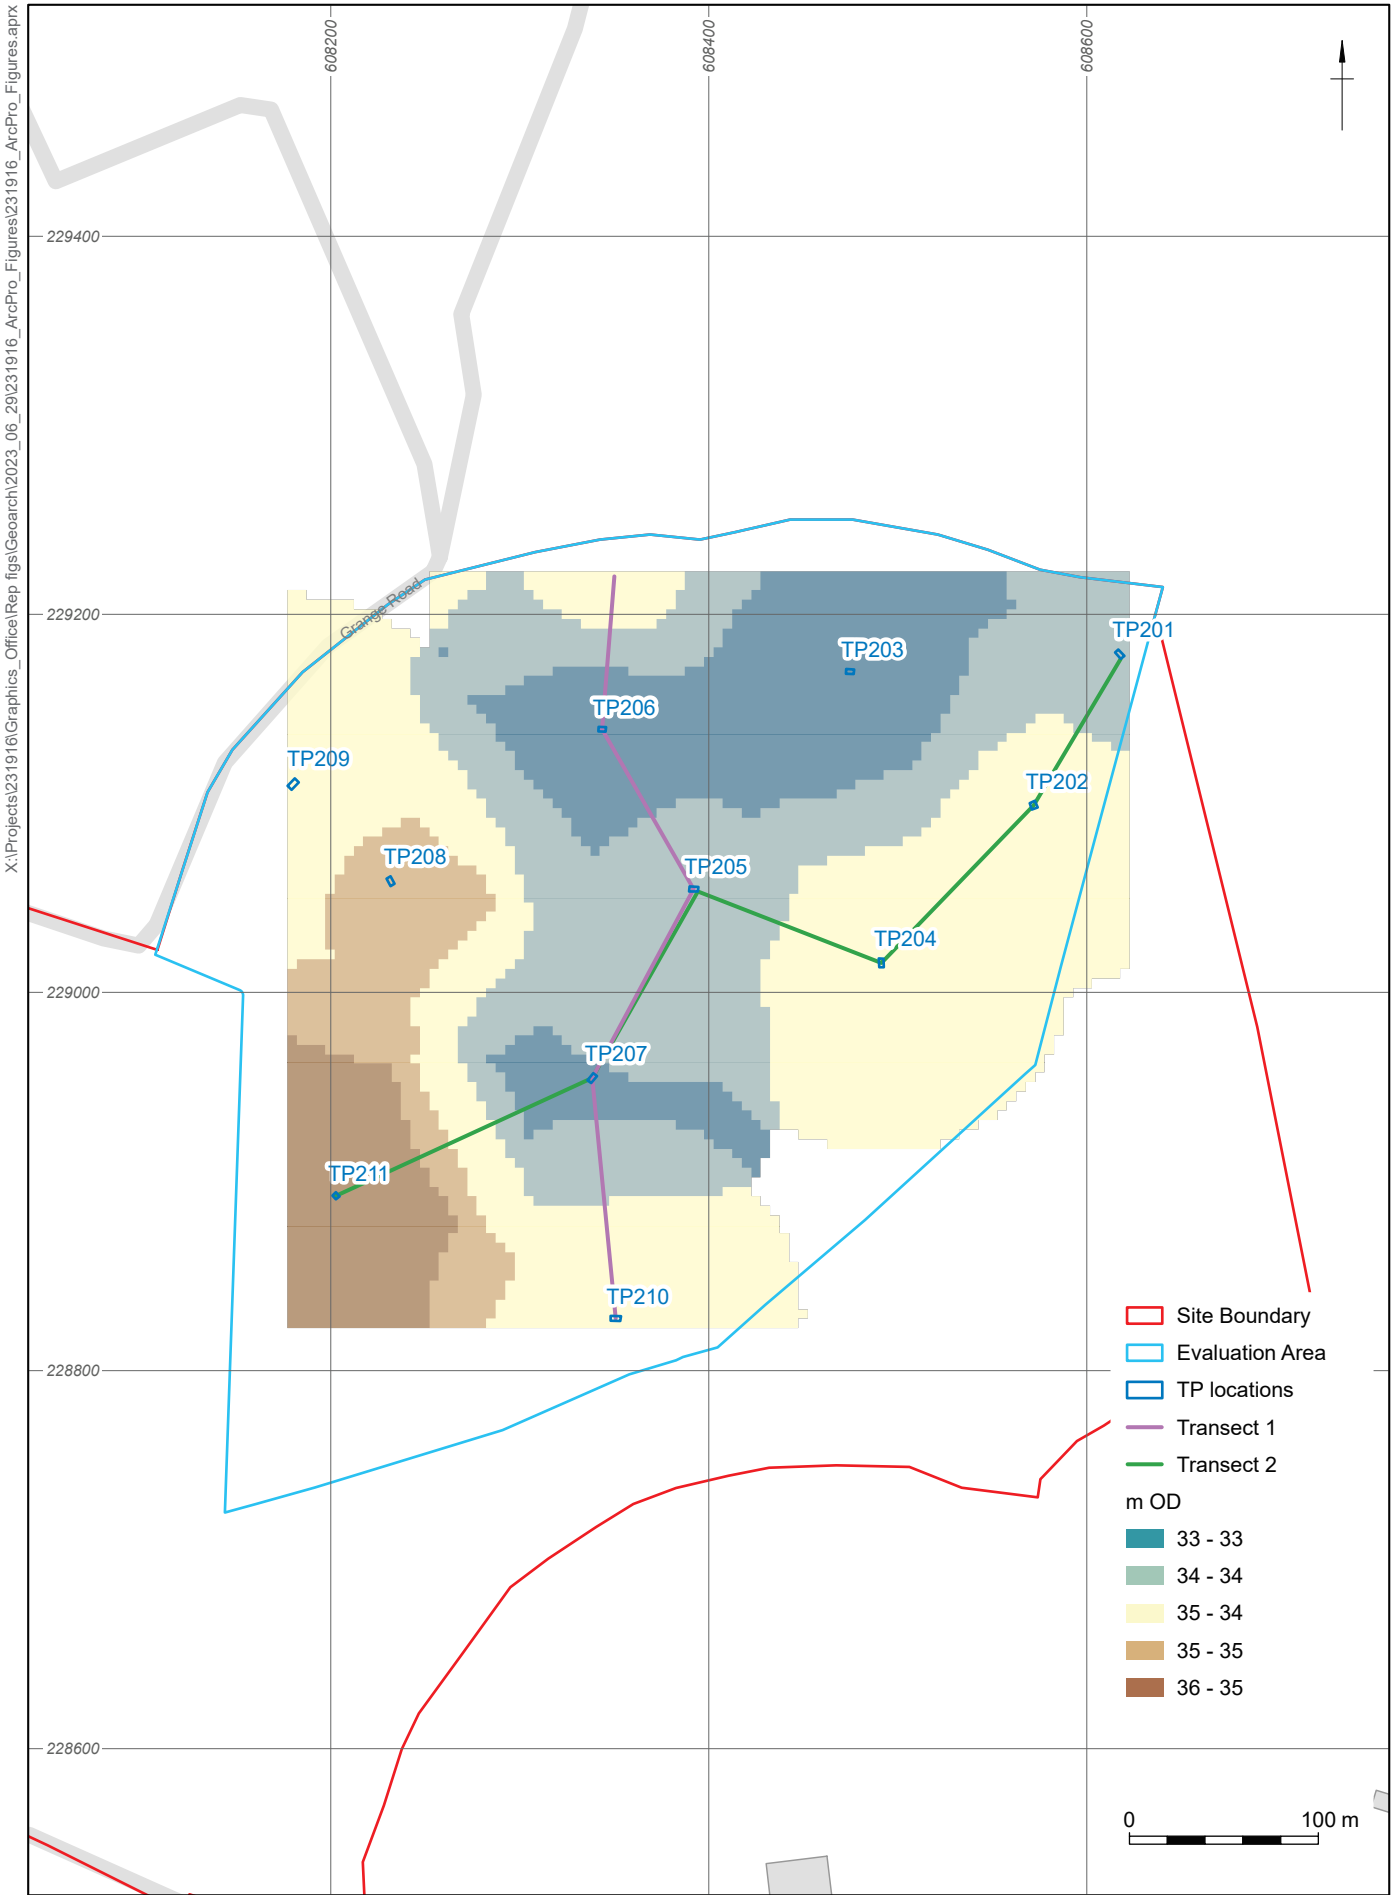 X:\Projects\231916\Graphics_Office\Rep figs\Geoarch\2023_06_29\231916_ArcPro_Figures\231916_ArcPro_Figures.aprx
608200
608400
608600
229400
229200
229000
228800
228600
Grange Road
TP201
TP203
TP206
TP209
TP202
TP208
TP205
TP204
TP207
TP211
TP210
Site Boundary
Evaluation Area
TP locations
Transect 1
Transect 2
m OD
33 - 33
34 - 34
35 - 34
35 - 35
36 - 35
0 100 m